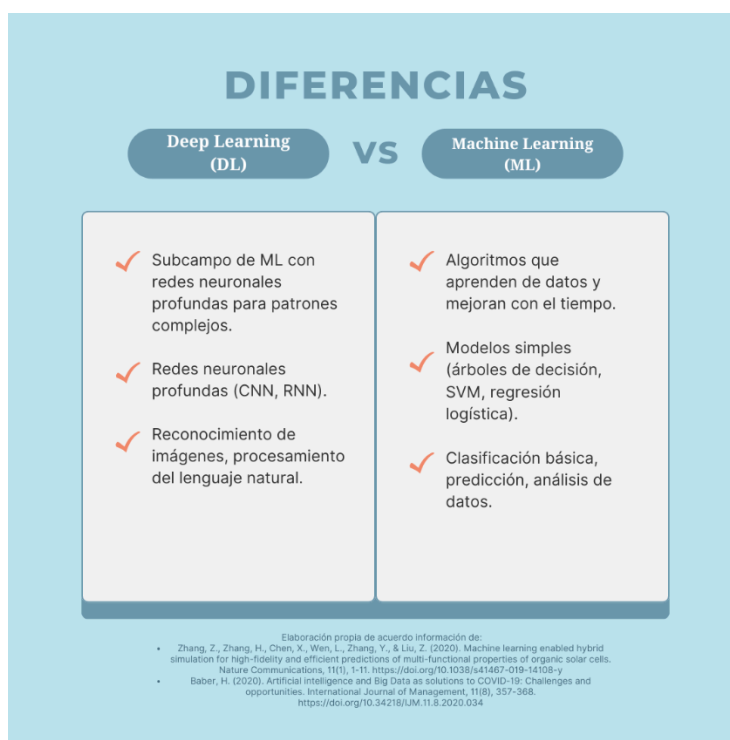 DIFERENCIAS
Deep Learning
(DL)
VS
Machine Learning
(ML)
Subcampo de ML con
redes neuronales
profundas para patrones
complejos.
Redes neuronales
profundas (CNN, RNN).
Reconocimiento de
imágenes, procesamiento
del lenguaje natural.
Algoritmos que
aprenden de datos y
mejoran con el tiempo.
Modelos simples
(árboles de decisión,
SVM, regresión
logística).
Clasificación básica,
predicción, análisis de
datos.
Elaboración propia de acuerdo información de:
• Zhang, Z., Zhang, H., Chen, X., Wen, L., Zhang, Y., & Liu, Z. (2020). Machine learning enabled hybrid
simulation for high-fidelity and efficient predictions of multi-functional properties of organic solar cells.
Nature Communications, 11(1), 1-11. https://doi.org/10.1038/s41467-019-14108-y
• Baber, H. (2020). Artificial intelligence and Big Data as solutions to COVID-19: Challenges and
opportunities. International Journal of Management, 11(8), 357-368.
https://doi.org/10.34218/IJM.11.8.2020.034